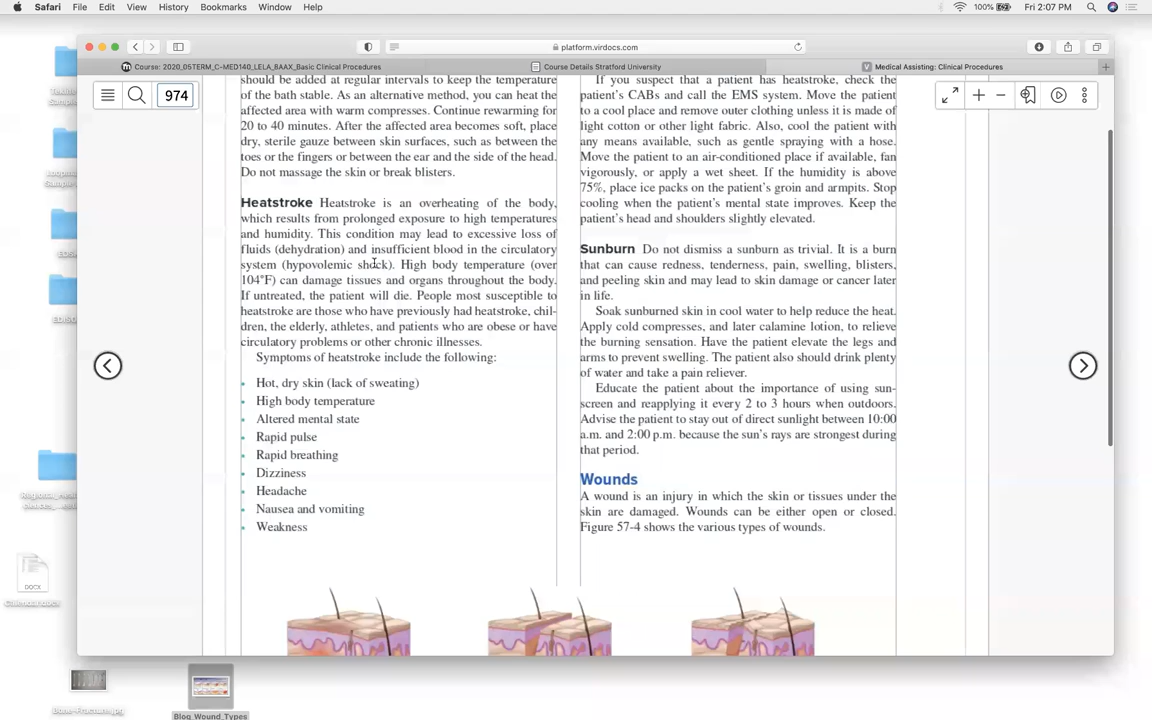 Safari File Edit View History Bookmarks Window Help
100% Fri 2:07 PM
platform.virdocs.com
Course: 2020_05TERM_C-MED140_LELA_BAAX_Basic Clinical Procedures
Course Details Stratford University
Medical Assisting: Clinical Procedures
974
should be added at regular intervals to keep the temperature
of the bath stable. As an alternative method, you can heat the
affected area with warm compresses. Continue rewarming for
20 to 40 minutes. After the affected area becomes soft, place
dry, sterile gauze between skin surfaces, such as between the
toes or the fingers or between the ear and the side of the head.
Do not massage the skin or break blisters.
Heatstroke Heatstroke is an overheating of the body,
which results from prolonged exposure to high temperatures
and humidity. This condition may lead to excessive loss of
fluids (dehydration) and insufficient blood in the circulatory
system (hypovolemic shock). High body temperature (over
104°F) can damage tissues and organs throughout the body.
If untreated, the patient will die. People most susceptible to
heatstroke are those who have previously had heatstroke, chil-
dren, the elderly, athletes, and patients who are obese or have
circulatory problems or other chronic illnesses.
Symptoms of heatstroke include the following:
• Hot, dry skin (lack of sweating)
• High body temperature
• Altered mental state
• Rapid pulse
• Rapid breathing
• Dizziness
• Headache
• Nausea and vomiting
• Weakness
If you suspect that a patient has heatstroke, check the
patient's CABs and call the EMS system. Move the patient
to a cool place and remove outer clothing unless it is made of
light cotton or other light fabric. Also, cool the patient with
any means available, such as gentle spraying with a hose.
Move the patient to an air-conditioned place if available, fan
vigorously, or apply a wet sheet. If the humidity is above
75%, place ice packs on the patient's groin and armpits. Stop
cooling when the patient's mental state improves. Keep the
patient's head and shoulders slightly elevated.
Sunburn Do not dismiss a sunburn as trivial. It is a burn
that can cause redness, tenderness, pain, swelling, blisters,
and peeling skin and may lead to skin damage or cancer later
in life.
Soak sunburned skin in cool water to help reduce the heat.
Apply cold compresses, and later calamine lotion, to relieve
the burning sensation. Have the patient elevate the legs and
arms to prevent swelling. The patient also should drink plenty
of water and take a pain reliever.
Educate the patient about the importance of using sun-
screen and reapplying it every 2 to 3 hours when outdoors.
Advise the patient to stay out of direct sunlight between 10:00
a.m. and 2:00 p.m. because the sun's rays are strongest during
that period.
Wounds
A wound is an injury in which the skin or tissues under the
skin are damaged. Wounds can be either open or closed.
Figure 57-4 shows the various types of wounds.
DOCX
Blog_Wound_Types